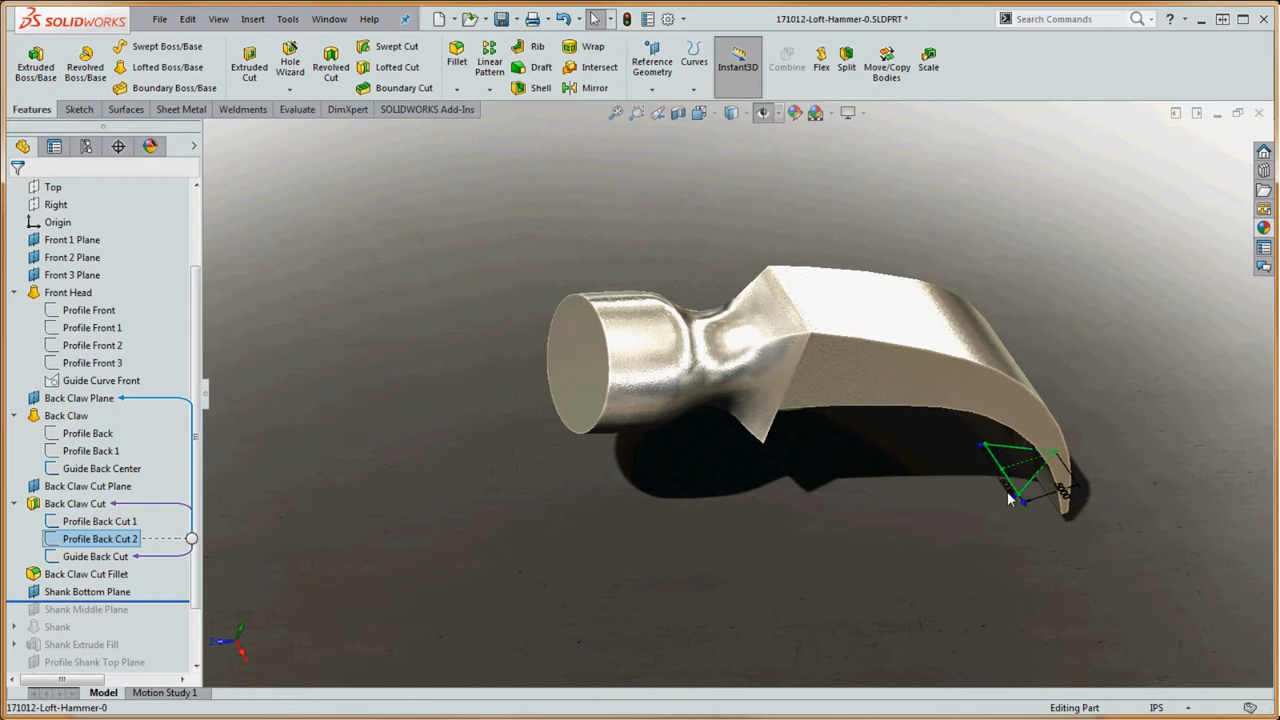 SOLIDWORKS
File Edit View Insert Tools Window Help
171012-Loft-Hammer-0.SLDPRT *
Search Commands
?
Extruded Boss/Base
Revolved Boss/Base
Swept Boss/Base
Lofted Boss/Base
Boundary Boss/Base
Extruded Cut
Hole Wizard
Revolved Cut
Swept Cut
Lofted Cut
Boundary Cut
Fillet
Linear Pattern
Rib
Draft
Shell
Wrap
Intersect
Mirror
Reference Geometry
Curves
Instant3D
Combine
Flex
Split
Move/Copy Bodies
Scale
Features Sketch Surfaces Sheet Metal Weldments Evaluate DimXpert SOLIDWORKS Add-Ins
Top
Right
Origin
Front 1 Plane
Front 2 Plane
Front 3 Plane
Front Head
Profile Front
Profile Front 1
Profile Front 2
Profile Front 3
Guide Curve Front
Back Claw Plane
Back Claw
Profile Back
Profile Back 1
Guide Back Center
Back Claw Cut Plane
Back Claw Cut
Profile Back Cut 1
Profile Back Cut 2
Guide Back Cut
Back Claw Cut Fillet
Shank Bottom Plane
Shank Middle Plane
Shank
Shank Extrude Fill
Profile Shank Top Plane
Model Motion Study 1
171012-Loft-Hammer-0
Editing Part
IPS